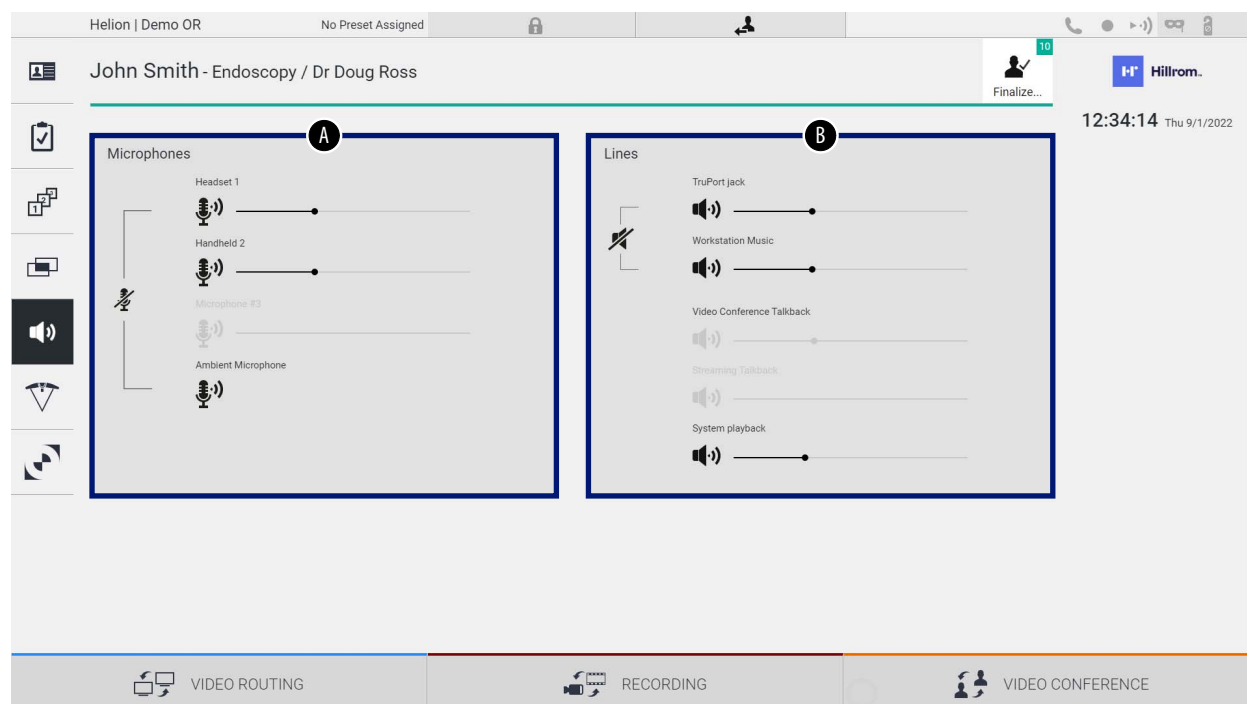 Helion | Demo OR
No Preset Assigned
10
John Smith - Endoscopy / Dr Doug Ross
Finalize...
Hillrom™
12:34:14 Thu 9/1/2022
A
Microphones
Headset 1
Handheld 2
Microphone #3
Ambient Microphone
B
Lines
TruPort jack
Workstation Music
Video Conference Talkback
Streaming Talkback
System playback
VIDEO ROUTING
RECORDING
VIDEO CONFERENCE